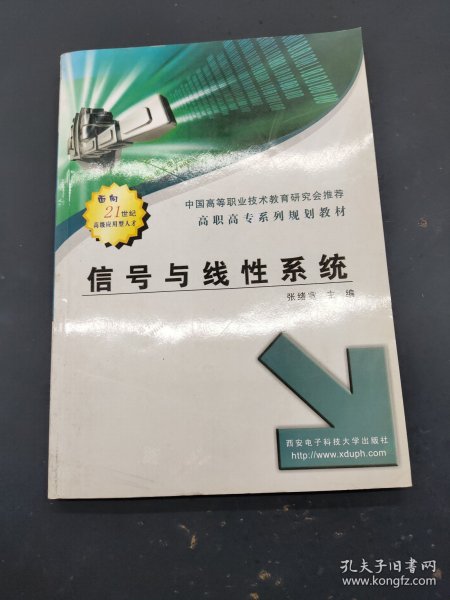 面向
21世纪
高级应用型人才
中国高等职业技术教育研究会推荐
高职高专系列规划教材
信号与线性系统
张绪 主编
西安电子科技大学出版社
http://www.xduph.com
孔夫子旧书网
www.kongfz.com